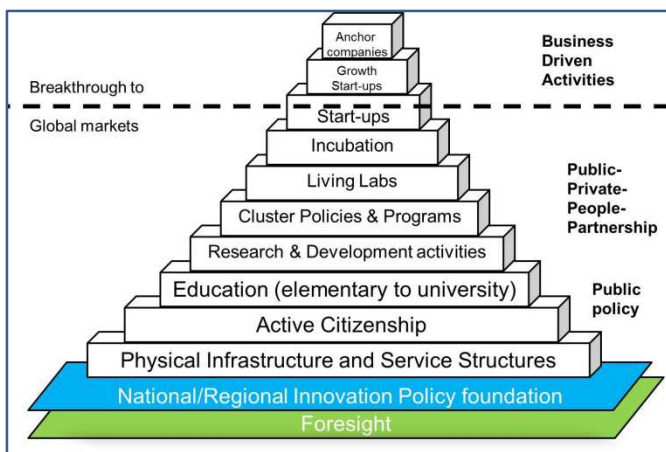 Anchor
companies
Business
Driven
Activities
Growth
Start-ups
Breakthrough to
Global markets
Start-ups
Incubation
Living Labs
Public-
Private-
People-
Partnership
Cluster Policies & Programs
Research & Development activities
Education (elementary to university)
Public
policy
Active Citizenship
Physical Infrastructure and Service Structures
National/Regional Innovation Policy foundation
Foresight